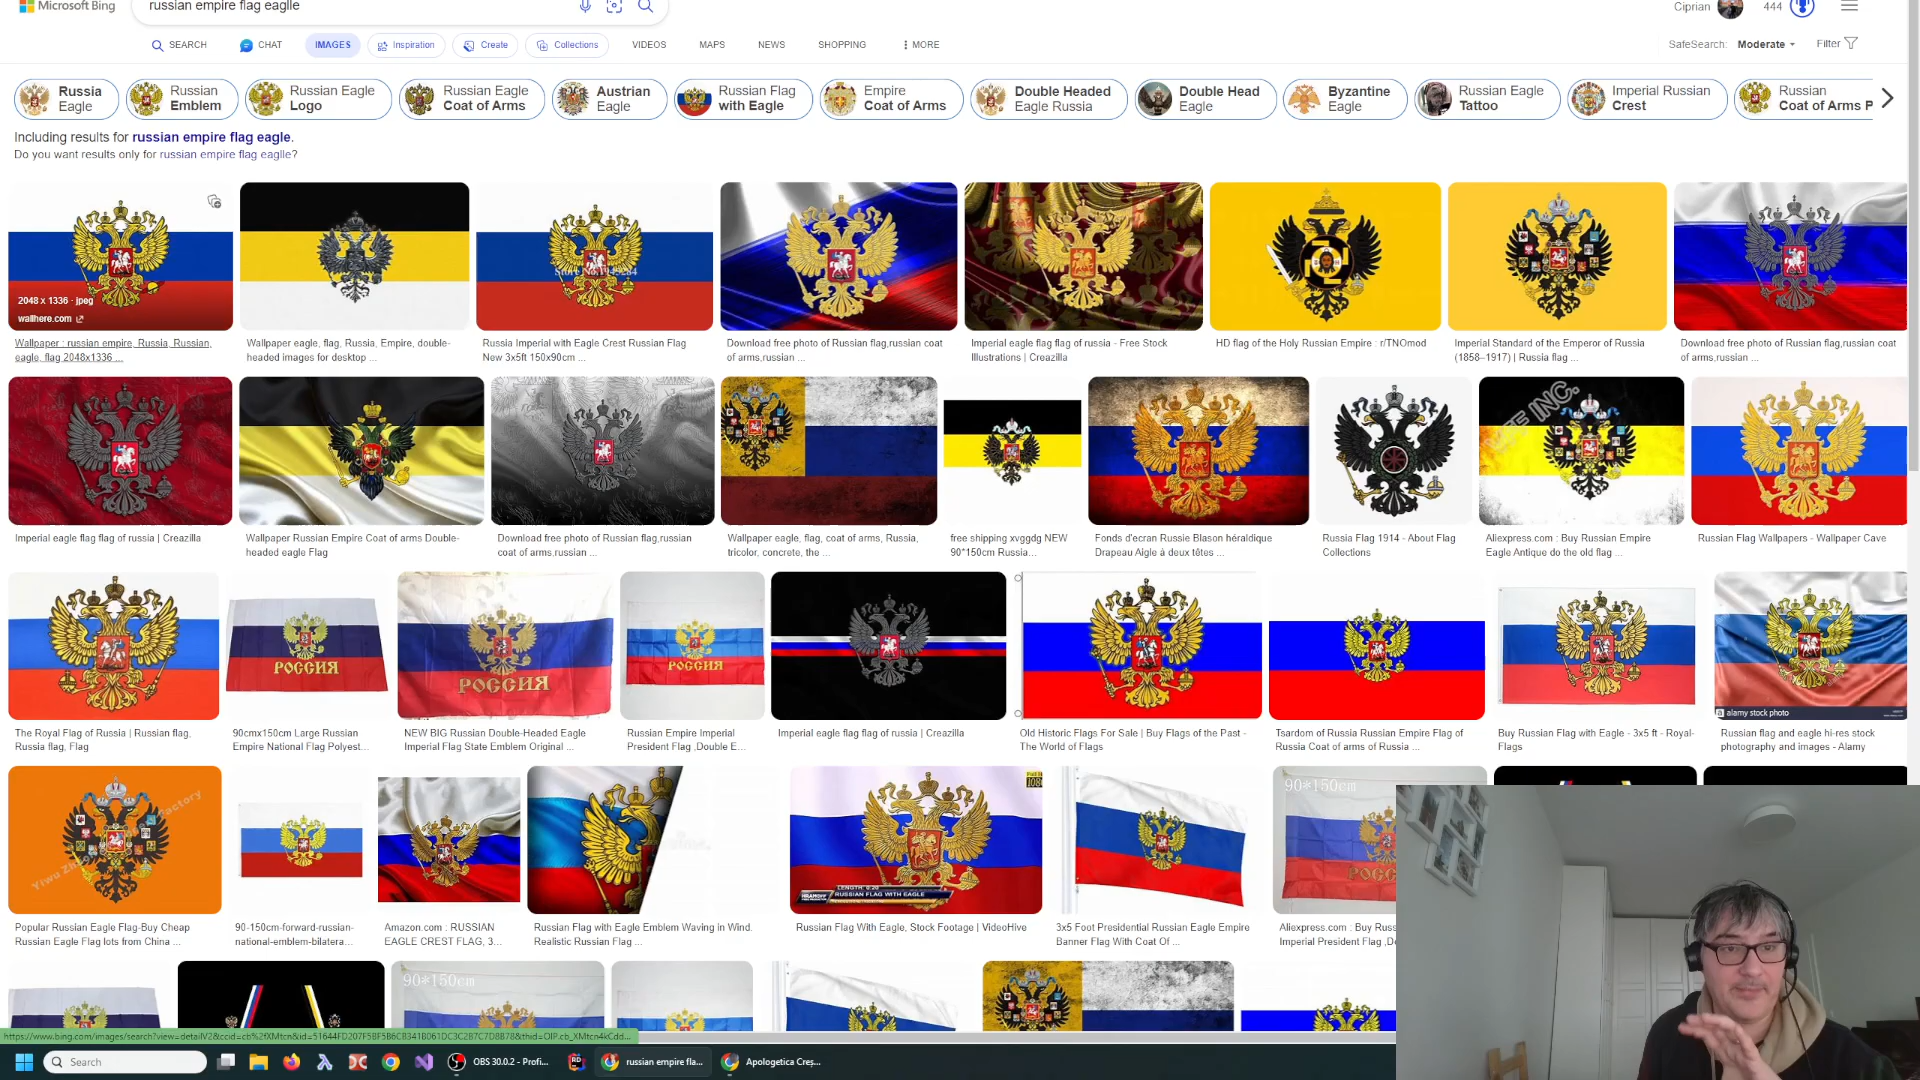 Microsoft Bing
russian empire flag eaglle
Ciprian
444
SEARCH
CHAT
IMAGES
Inspiration
Create
Collections
VIDEOS
MAPS
NEWS
SHOPPING
MORE
SafeSearch: Moderate
Filter
Russia
Eagle
Russian
Emblem
Russian Eagle
Logo
Russian Eagle
Coat of Arms
Austrian
Eagle
Russian Flag
with Eagle
Empire
Coat of Arms
Double Headed
Eagle Russia
Double Head
Eagle
Byzantine
Eagle
Russian Eagle
Tattoo
Imperial Russian
Crest
Russian
Coat of Arms P
Including results for russian empire flag eagle.
Do you want results only for russian empire flag eaglle?
2048 x 1336 · jpeg
wallhere.com
Wallpaper : russian empire, Russia, Russian,
eagle, flag 2048x1336 ...
Wallpaper eagle, flag, Russia, Empire, double-
headed images for desktop ...
Russia Imperial with Eagle Crest Russian Flag
New 3x5ft 150x90cm ...
Download free photo of Russian flag,russian coat
of arms,russian ...
Imperial eagle flag flag of russia - Free Stock
Illustrations | Creazilla
HD flag of the Holy Russian Empire : r/TNOmod
Imperial Standard of the Emperor of Russia
(1858–1917) | Russia flag ...
Download free photo of Russian flag,russian coat
of arms,russian ...
TE INC.
Imperial eagle flag flag of russia | Creazilla
Wallpaper Russian Empire Coat of arms Double-
headed eagle Flag
Download free photo of Russian flag,russian
coat of arms,russian ...
Wallpaper eagle, flag, coat of arms, Russia,
tricolor, concrete, the ...
free shipping xvggdg NEW
90*150cm Russia...
Fonds d'ecran Russie Blason héraldique
Drapeau Aigle à deux têtes ...
Russia Flag 1914 - About Flag
Collections
Aliexpress.com : Buy Russian Empire
Eagle Antique do the old flag ...
Russian Flag Wallpapers - Wallpaper Cave
РОССИЯ
РОССИЯ
РОССИЯ
alamy stock photo
The Royal Flag of Russia | Russian flag,
Russia flag, Flag
90cmx150cm Large Russian
Empire National Flag Polyest...
NEW BIG Russian Double-Headed Eagle
Imperial Flag State Emblem Original ...
Russian Empire Imperial
President Flag ,Double E...
Imperial eagle flag flag of russia | Creazilla
Old Historic Flags For Sale | Buy Flags of the Past -
The World of Flags
Tsardom of Russia Russian Empire Flag of
Russia Coat of arms of Russia ...
Buy Russian Flag with Eagle - 3x5 ft - Royal-
Flags
Russian flag and eagle hi-res stock
photography and images - Alamy
90*150cm
LENGTH: 0:20
RUSSIAN FLAG WITH EAGLE
Popular Russian Eagle Flag-Buy Cheap
Russian Eagle Flag lots from China ...
90-150cm-forward-russian-
national-emblem-bilatera...
Amazon.com : RUSSIAN
EAGLE CREST FLAG, 3...
Russian Flag with Eagle Emblem Waving in Wind.
Realistic Russian Flag ...
Russian Flag With Eagle, Stock Footage | VideoHive
3x5 Foot Presidential Russian Eagle Empire
Banner Flag With Coat Of ...
Aliexpress.com : Buy Russ
Imperial President Flag ,D
90*150cm
Search
OBS 30.0.2 - Profi...
russian empire fla...
Apologetica Creș...